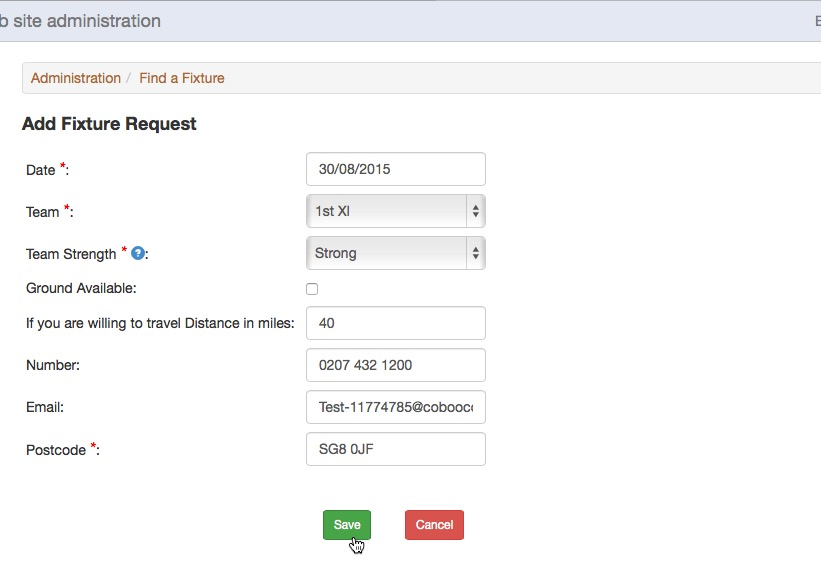 b site administration
Administration / Find a Fixture
Add Fixture Request
Date *: 30/08/2015
Team *: 1st XI
Team Strength * ?: Strong
Ground Available:
If you are willing to travel Distance in miles: 40
Number: 0207 432 1200
Email: Test-11774785@cobooc
Postcode *: SG8 0JF
Save Cancel